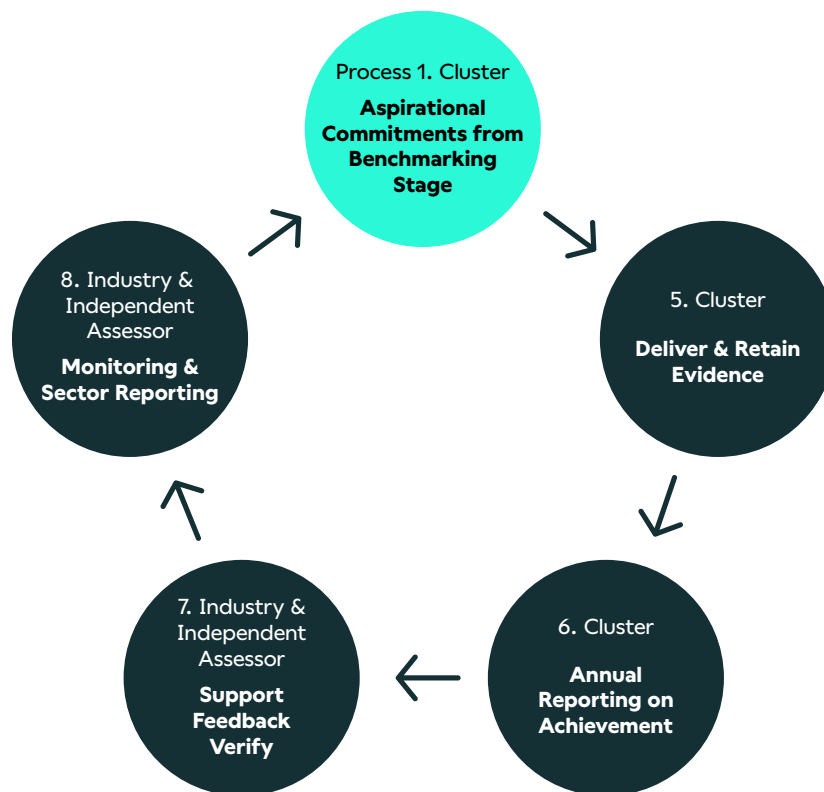 Process 1. Cluster
Aspirational
Commitments from
Benchmarking
Stage
5. Cluster
Deliver & Retain
Evidence
6. Cluster
Annual
Reporting on
Achievement
7. Industry &
Independent
Assessor
Support
Feedback
Verify
8. Industry &
Independent
Assessor
Monitoring &
Sector Reporting